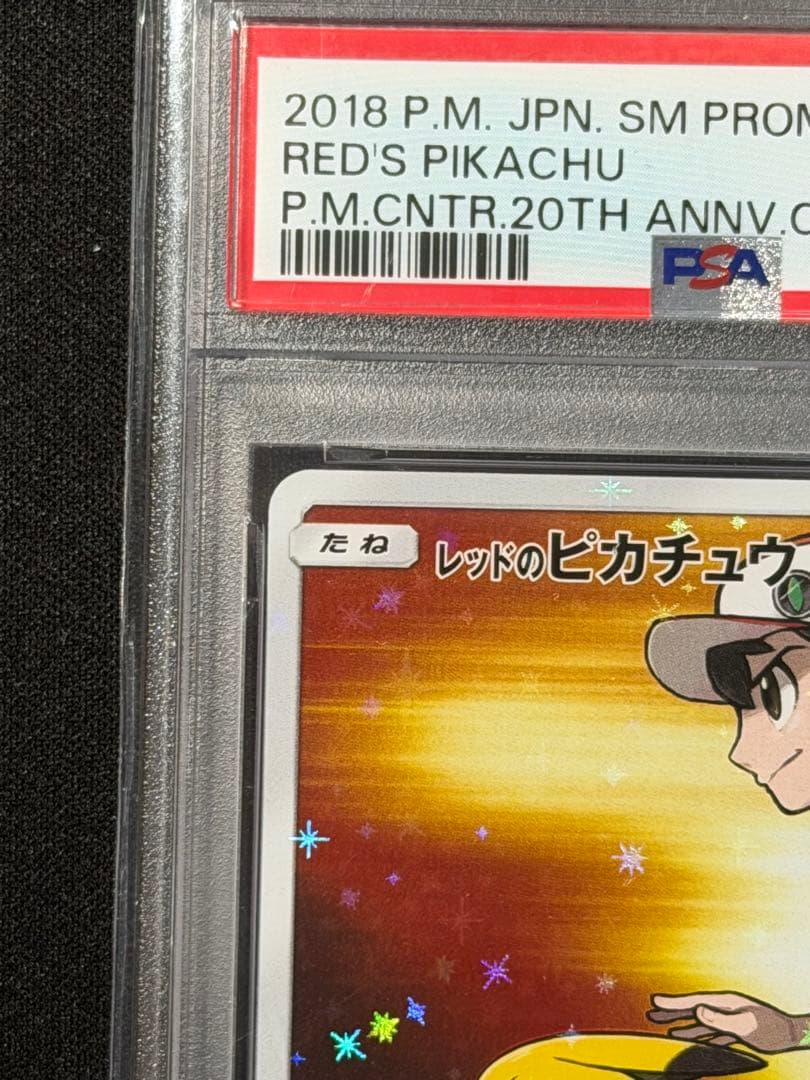 2018 P.M. JPN. SM PROM
RED'S PIKACHU
P.M.CNTR.20TH ANNV.
PSA
たね
レッドのピカチュウ